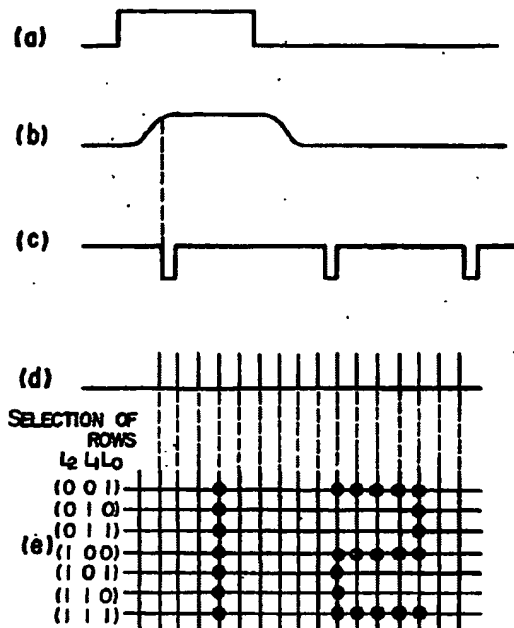 (a)
(b)
(c)
(d)
SELECTION OF
ROWS
L2 L1 L0
(0 0 1)
(0 1 0)
(0 1 1)
(e) (1 0 0)
(1 0 1)
(1 1 0)
(1 1 1)